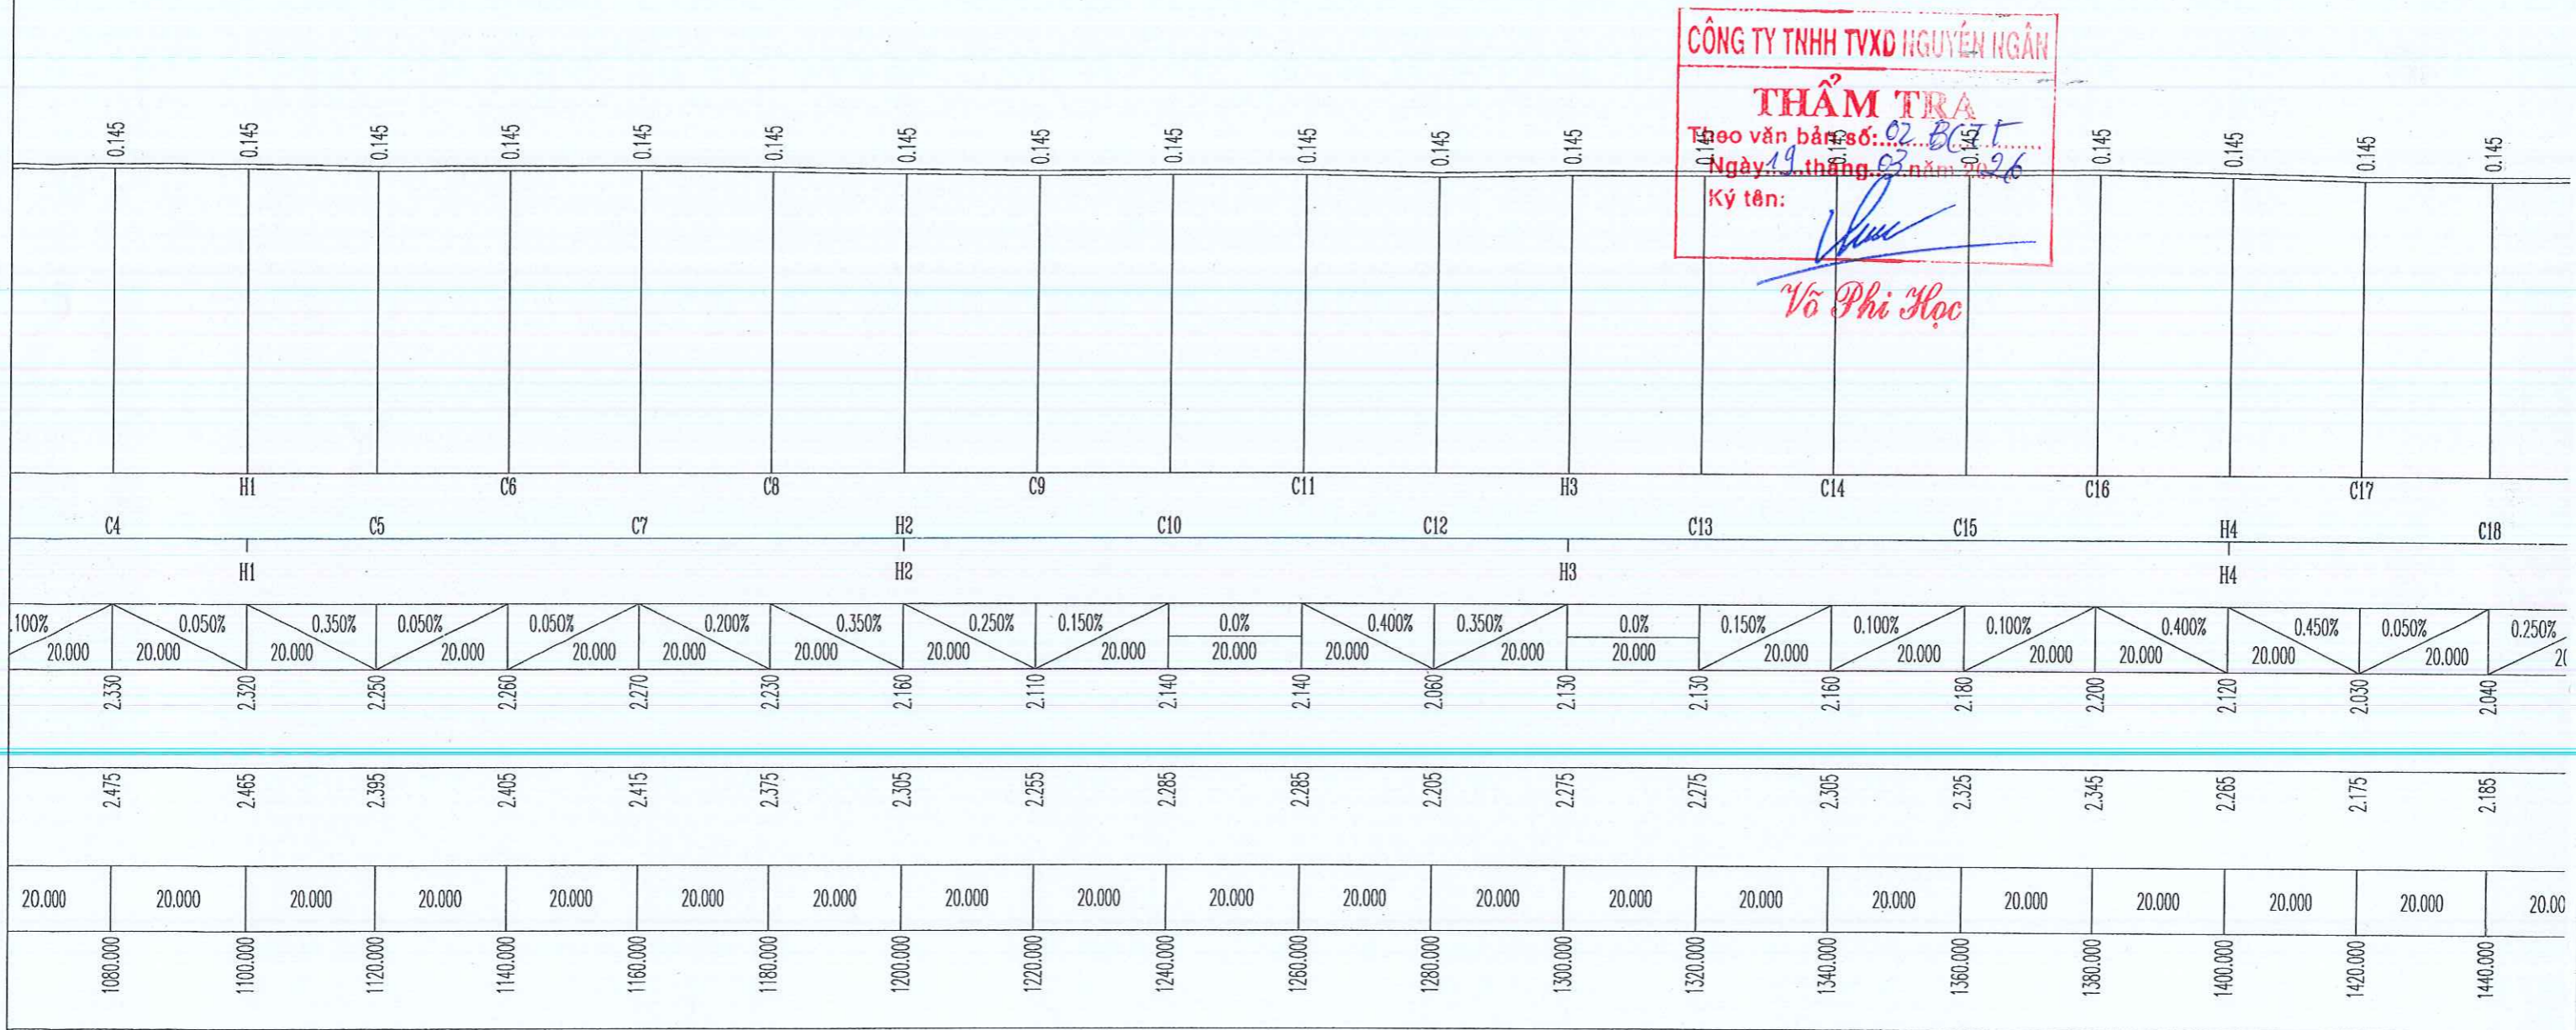 CÔNG TY TNHH TVXD NGUYÊN NGÂN
THẨM TRA
Theo văn bản số: 02 BCTT
Ngày 19 tháng 03 năm 2026
Ký tên:
Võ Phi Học
0.145 0.145 0.145 0.145 0.145 0.145 0.145 0.145 0.145 0.145 0.145 0.145 0.145 0.145 0.145 0.145 0.145 0.145 0.145
H1 C6 C8 C9 C11 H3 C14 C16 C17
C4 C5 C7 H2 C10 C12 C13 C15 H4 C18
H1 H2 H3 H4
.100% 0.050% 0.350% 0.050% 0.050% 0.200% 0.350% 0.250% 0.150% 0.0% 0.400% 0.350% 0.0% 0.150% 0.100% 0.100% 0.400% 0.450% 0.050% 0.250%
20.000 20.000 20.000 20.000 20.000 20.000 20.000 20.000 20.000 20.000 20.000 20.000 20.000 20.000 20.000 20.000 20.000 20.000 20.000 20
2.330 2.320 2.250 2.260 2.270 2.230 2.160 2.110 2.140 2.140 2.060 2.130 2.130 2.160 2.180 2.200 2.120 2.030 2.040
2.475 2.465 2.395 2.405 2.415 2.375 2.305 2.255 2.285 2.285 2.205 2.275 2.275 2.305 2.325 2.345 2.265 2.175 2.185
20.000 20.000 20.000 20.000 20.000 20.000 20.000 20.000 20.000 20.000 20.000 20.000 20.000 20.000 20.000 20.000 20.000 20.000 20.000 20.00
1080.000 1100.000 1120.000 1140.000 1160.000 1180.000 1200.000 1220.000 1240.000 1260.000 1280.000 1300.000 1320.000 1340.000 1360.000 1380.000 1400.000 1420.000 1440.000